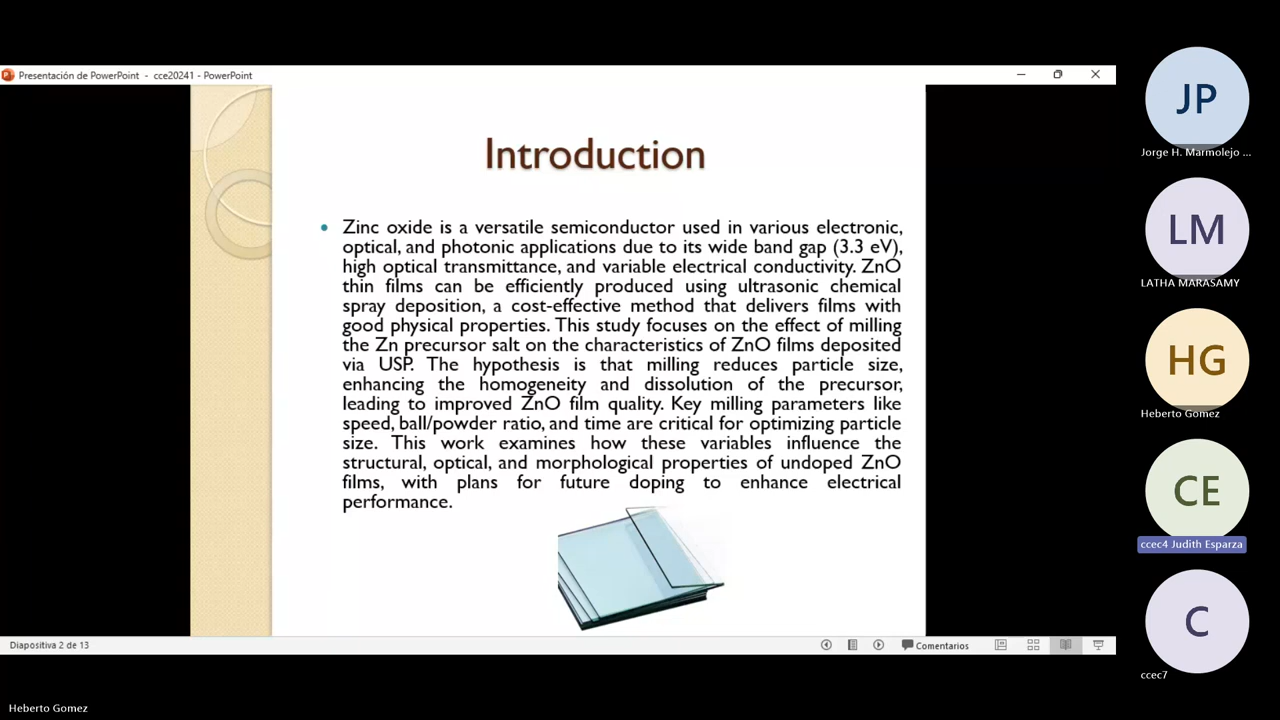 Presentación de PowerPoint - cce20241 - PowerPoint
Introduction
• Zinc oxide is a versatile semiconductor used in various electronic,
optical, and photonic applications due to its wide band gap (3.3 eV),
high optical transmittance, and variable electrical conductivity. ZnO
thin films can be efficiently produced using ultrasonic chemical
spray deposition, a cost-effective method that delivers films with
good physical properties. This study focuses on the effect of milling
the Zn precursor salt on the characteristics of ZnO films deposited
via USP. The hypothesis is that milling reduces particle size,
enhancing the homogeneity and dissolution of the precursor,
leading to improved ZnO film quality. Key milling parameters like
speed, ball/powder ratio, and time are critical for optimizing particle
size. This work examines how these variables influence the
structural, optical, and morphological properties of undoped ZnO
films, with plans for future doping to enhance electrical
performance.
Diapositiva 2 de 13
Comentarios
Heberto Gomez
JP
Jorge H. Marmolejo ...
LM
LATHA MARASAMY
HG
Heberto Gomez
CE
ccec4 Judith Esparza
C
ccec7